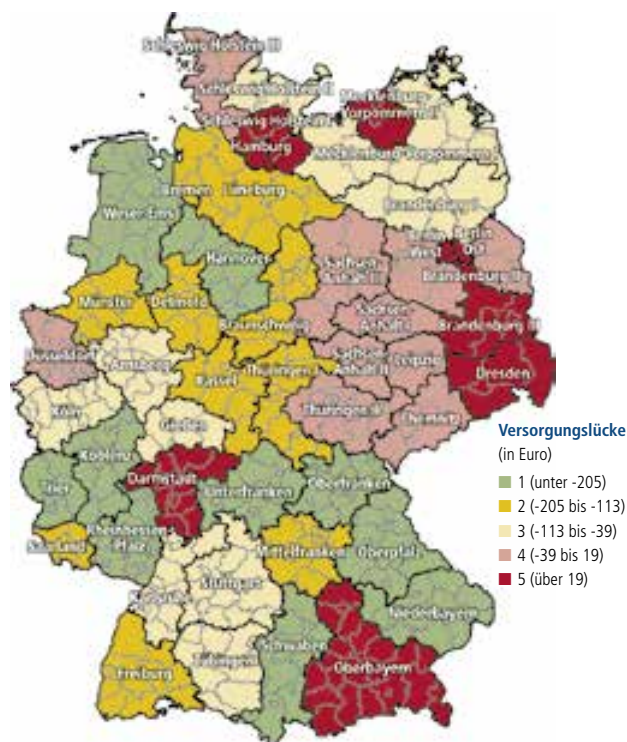 Schleswig Holstein III
Schleswig Holstein II
Mecklenburg-
Vorpommern II
Schleswig Holstein I
Hamburg
Mecklenburg-Vorpommern I
Bremen
Lüneburg
Brandenburg I
Weser-Ems
Hannover
Berlin
West
Berlin
Ost
Sachsen-
Anhalt
Brandenburg II
Münster
Detmold
Braunschweig
Sachsen-
Anhalt I
Brandenburg III
Düsseldorf
Arnsberg
Kassel
Thüringen I
Sachsen-
Anhalt II
Leipzig
Dresden
Köln
Gießen
Thüringen II
Chemnitz
Koblenz
Versorgungslücke
(in Euro)
Trier
Darmstadt
Unterfranken
Oberfranken
1 (unter -205)
2 (-205 bis -113)
Saarland
Rheinhessen-
Pfalz
Mittelfranken
Oberpfalz
3 (-113 bis -39)
4 (-39 bis 19)
5 (über 19)
Karlsruhe
Stuttgart
Niederbayern
Schwaben
Freiburg
Tübingen
Oberbayern